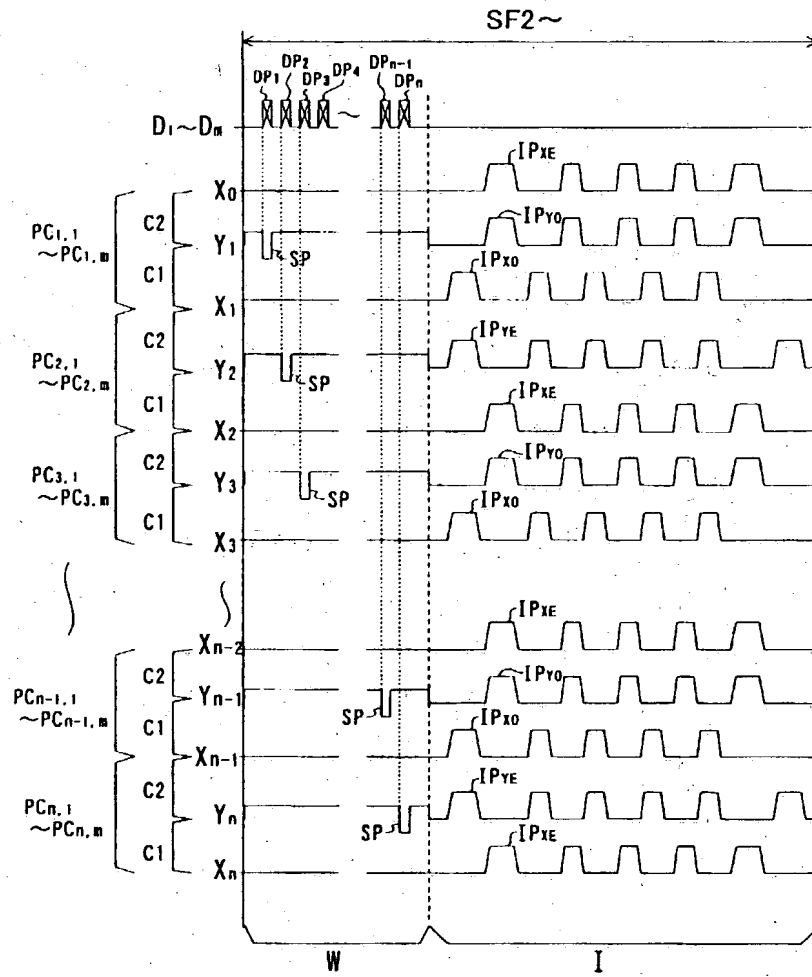 SF2～
DP1 DP2 DP3 DP4 ～ DPn-1 DPn
D1～Dm
X0 IPXE
PC1,1 ～PC1,m
C2
Y1 SP IPYO
C1
X1 IPXO
PC2,1 ～PC2,m
C2
Y2 SP IPYE
C1
X2 IPXE
PC3,1 ～PC3,m
C2
Y3 SP IPYO
C1
X3 IPXO
Xn-2 IPXE
PCn-1,1 ～PCn-1,m
C2
Yn-1 SP IPYO
C1
Xn-1 IPXO
PCn,1 ～PCn,m
C2
Yn SP IPYE
C1
Xn IPXE
W I